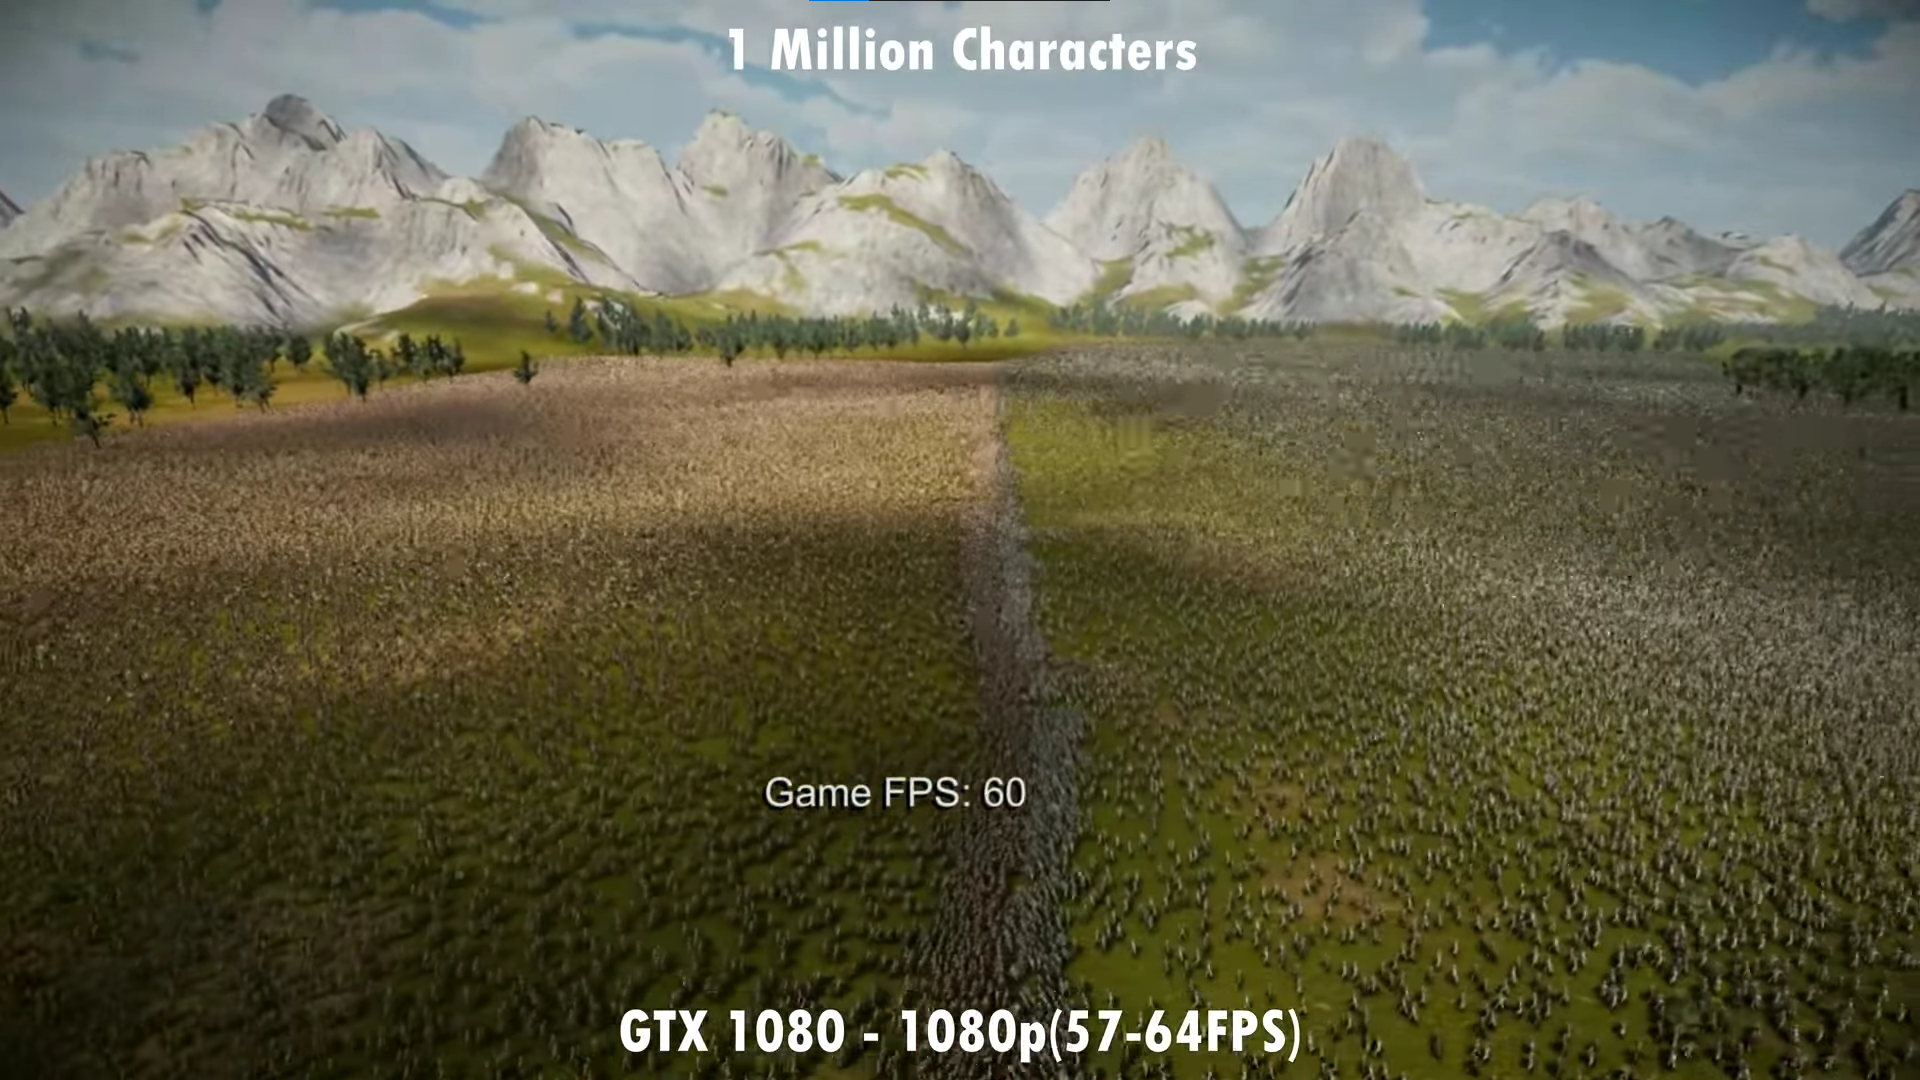 1 Million Characters
Game FPS: 60
GTX 1080 - 1080p(57-64FPS)